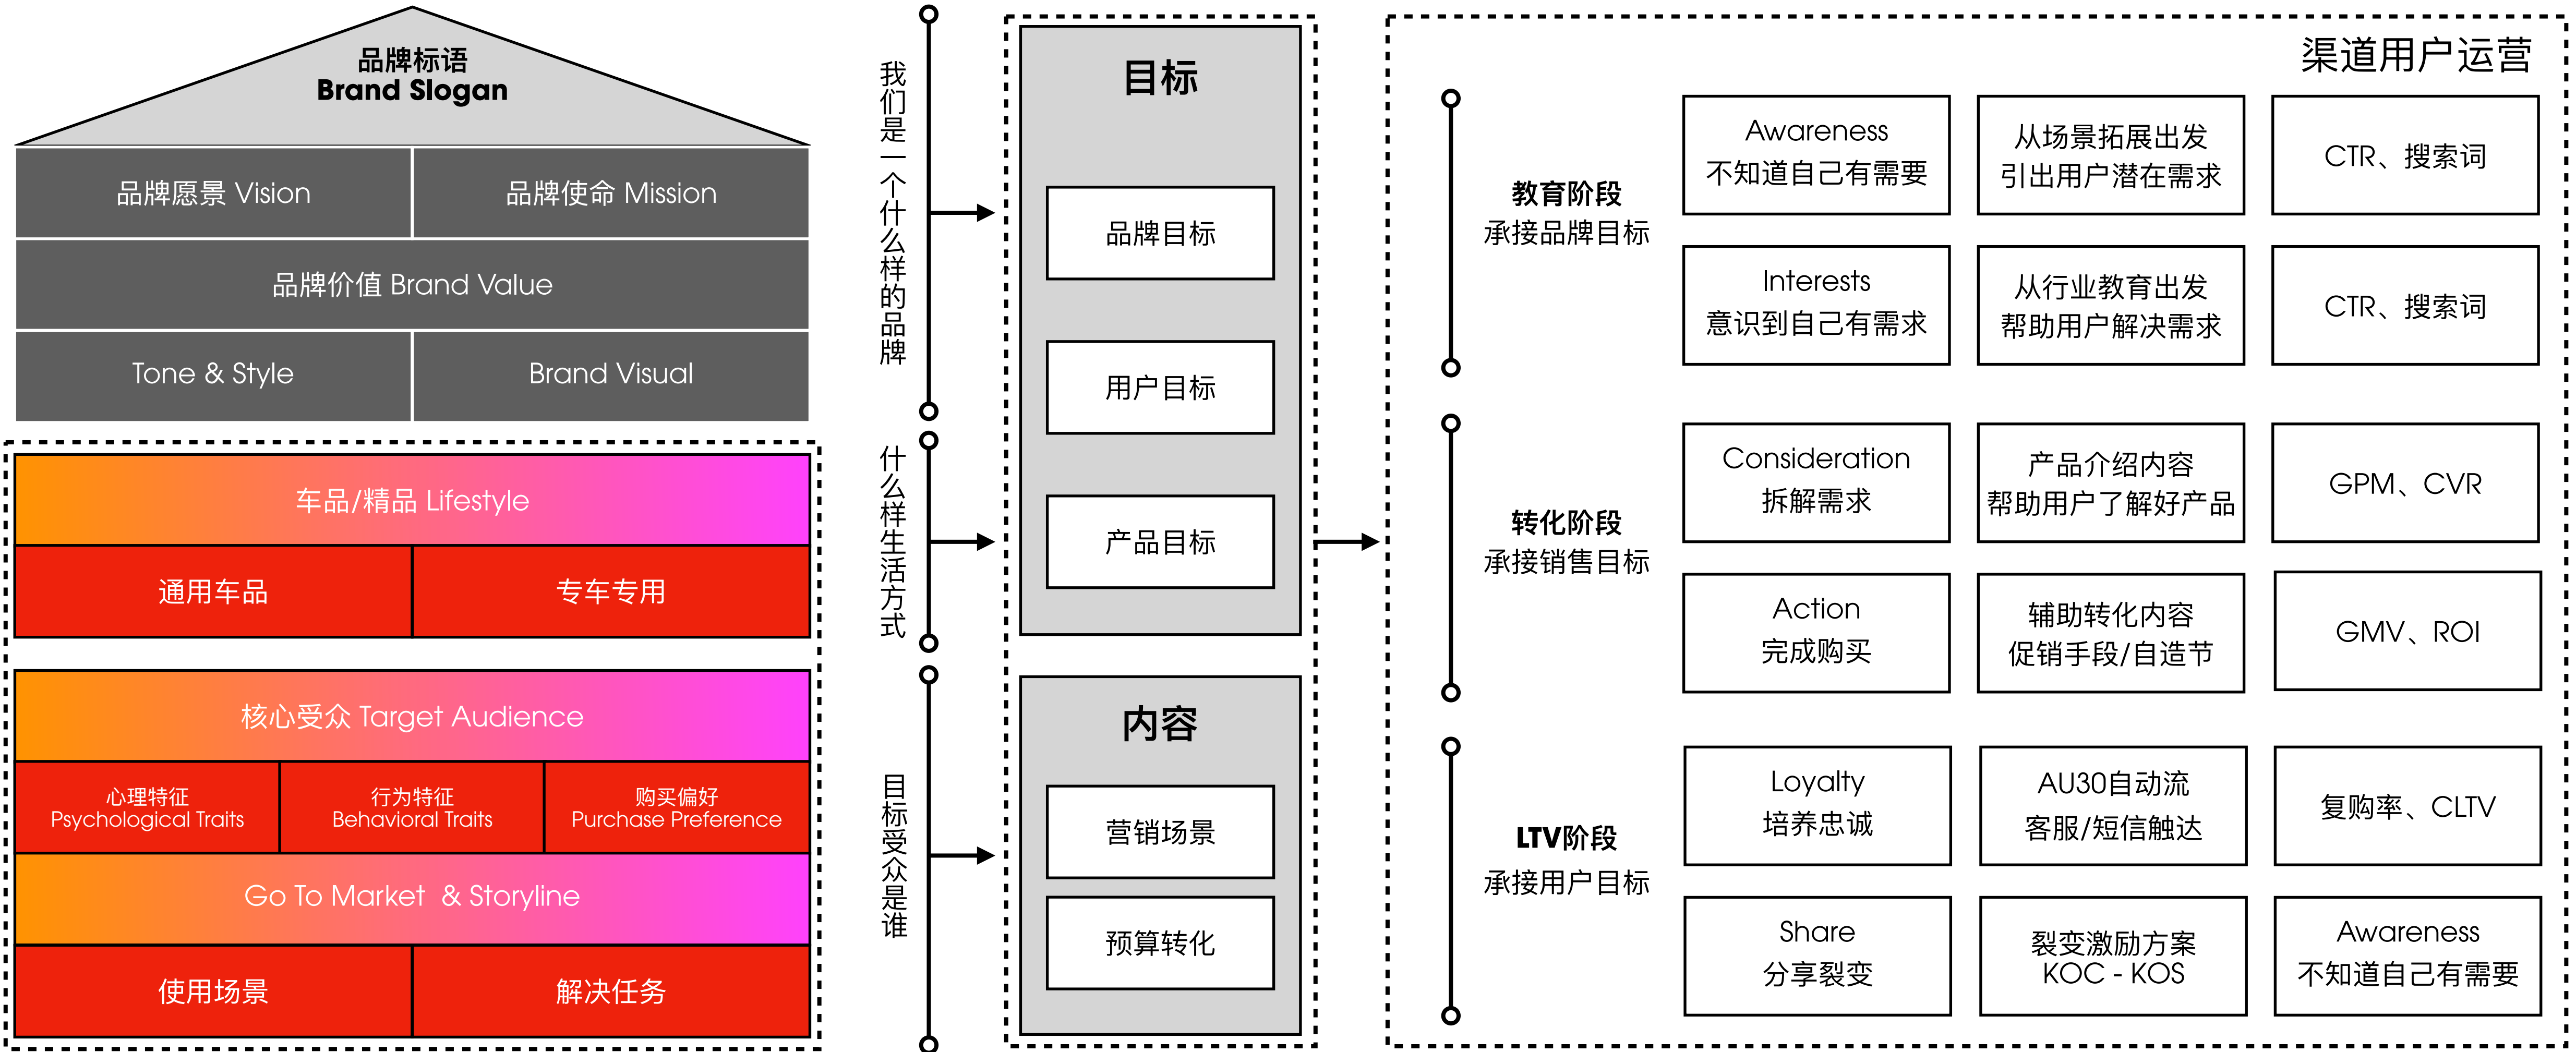 品牌标语
Brand Slogan
品牌愿景 Vision
品牌使命 Mission
品牌价值 Brand Value
Tone & Style
Brand Visual
车品/精品 Lifestyle
通用车品
专车专用
核心受众 Target Audience
心理特征
Psychological Traits
行为特征
Behavioral Traits
购买偏好
Purchase Preference
Go To Market & Storyline
使用场景
解决任务
我们是一个什么样的品牌
什么样生活方式
目标受众是谁
目标
品牌目标
用户目标
产品目标
内容
营销场景
预算转化
渠道用户运营
教育阶段
承接品牌目标
Awareness
不知道自己有需要
从场景拓展出发
引出用户潜在需求
CTR、搜索词
Interests
意识到自己有需求
从行业教育出发
帮助用户解决需求
CTR、搜索词
转化阶段
承接销售目标
Consideration
拆解需求
产品介绍内容
帮助用户了解好产品
GPM、CVR
Action
完成购买
辅助转化内容
促销手段/自造节
GMV、ROI
LTV阶段
承接用户目标
Loyalty
培养忠诚
AU30自动流
客服/短信触达
复购率、CLTV
Share
分享裂变
裂变激励方案
KOC - KOS
Awareness
不知道自己有需要